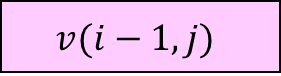 v(i − 1, j)